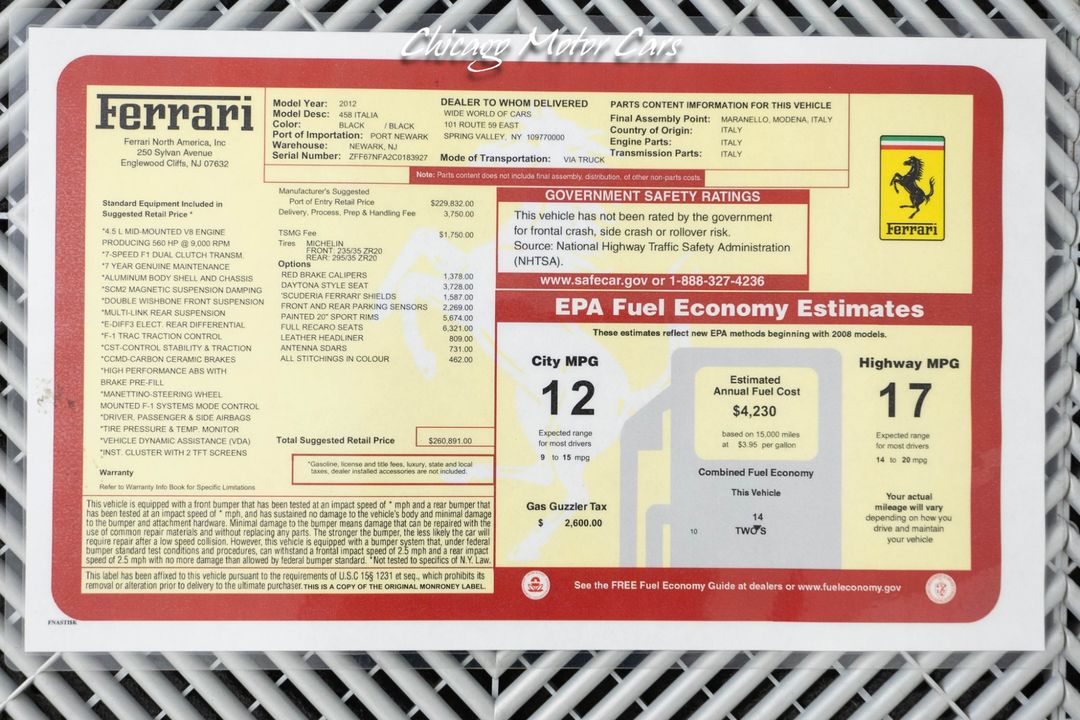 Chicago Motor Cars
Ferrari
Ferrari North America, Inc
250 Sylvan Avenue
Englewood Cliffs, NJ 07632
Model Year: 2012
Model Desc: 458 ITALIA
Color: BLACK / BLACK
Port of Importation: PORT NEWARK
Warehouse: NEWARK, NJ
Serial Number: ZFF67NFA2C0183927
DEALER TO WHOM DELIVERED
WIDE WORLD OF CARS
101 ROUTE 59 EAST
SPRING VALLEY, NY 109770000
Mode of Transportation: VIA TRUCK
PARTS CONTENT IMFORMATION FOR THIS VEHICLE
Final Assembly Point: MARANELLO, MODENA, ITALY
Country of Origin: ITALY
Engine Parts: ITALY
Transmission Parts: ITALY
Note: Parts content does not include final assembly, distribution, of other non-parts costs.
Ferrari
Standard Equipment Included in
Suggested Retail Price *
*4.5 L MID-MOUNTED V8 ENGINE
PRODUCING 560 HP @ 9,000 RPM
*7-SPEED F1 DUAL CLUTCH TRANSM.
*7 YEAR GENUINE MAINTENANCE
*ALUMINUM BODY SHELL AND CHASSIS
*SCM2 MAGNETIC SUSPENSION DAMPING
*DOUBLE WISHBONE FRONT SUSPENSION
*MULTI-LINK REAR SUSPENSION
*E-DIFF3 ELECT. REAR DIFFERENTIAL
*F-1 TRAC TRACTION CONTROL
*CST-CONTROL STABILITY & TRACTION
*CCMD-CARBON CERAMIC BRAKES
*HIGH PERFORMANCE ABS WITH
BRAKE PRE-FILL
*MANETTINO-STEERING WHEEL
MOUNTED F-1 SYSTEMS MODE CONTROL
*DRIVER, PASSENGER & SIDE AIRBAGS
*TIRE PRESSURE & TEMP. MONITOR
*VEHICLE DYNAMIC ASSISTANCE (VDA)
*INST. CLUSTER WITH 2 TFT SCREENS
Warranty
Refer to Warranty Info Book for Specific Limitations
Manufacturer's Suggested
Port of Entry Retail Price $229,832.00
Delivery, Process, Prep & Handling Fee 3,750.00
TSMG Fee $1,750.00
Tires MICHELIN
FRONT: 235/35 ZR20
REAR: 295/35 ZR20
Options
RED BRAKE CALIPERS 1,378.00
DAYTONA STYLE SEAT 3,728.00
'SCUDERIA FERRARI' SHIELDS 1,587.00
FRONT AND REAR PARKING SENSORS 2,269.00
PAINTED 20" SPORT RIMS 5,674.00
FULL RECARO SEATS 6,321.00
LEATHER HEADLINER 809.00
ANTENNA SDARS 731.00
ALL STITCHINGS IN COLOUR 462.00
Total Suggested Retail Price $260,891.00
*Gasoline, license and title fees, luxury, state and local
taxes, dealer installed accessories are not included.
GOVERNMENT SAFETY RATINGS
This vehicle has not been rated by the government
for frontal crash, side crash or rollover risk.
Source: National Highway Traffic Safety Administration
(NHTSA).
www.safecar.gov or 1-888-327-4236
EPA Fuel Economy Estimates
These estimates reflect new EPA methods beginning with 2008 models.
City MPG
12
Expected range
for most drivers
9 to 15 mpg
Gas Guzzler Tax
$ 2,600.00
Estimated
Annual Fuel Cost
$4,230
based on 15,000 miles
at $3.95 per gallon
Combined Fuel Economy
This Vehicle
14
10 TWO'S
Highway MPG
17
Expected range
for most drivers
14 to 20 mpg
Your actual
mileage will vary
depending on how you
drive and maintain
your vehicle
This vehicle is equipped with a front bumper that has been tested at an impact speed of * mph and a rear bumper that
has been tested at an impact speed of * mph, and has sustained no damage to the vehicle's body and minimal damage
to the bumper and attachment hardware. Minimal damage to the bumper means damage that can be repaired with the
use of common repair materials and without replacing any parts. The stronger the bumper, the less likely the car will
require repair after a low speed collision. However, this vehicle is equipped with a bumper system that, under federal
bumper standard test conditions and procedures, can withstand a frontal impact speed of 2.5 mph and a rear impact
speed of 2.5 mph with no more damage than allowed by federal bumper standard. *Not tested to specifics of N.Y. Law.
This label has been affixed to this vehicle pursuant to the requirements of U.S.C 15§ 1231 et seq., which prohibits its
removal or alteration prior to delivery to the ultimate purchaser. THIS IS A COPY OF THE ORIGINAL MONRONEY LABEL.
See the FREE Fuel Economy Guide at dealers or www.fueleconomy.gov
FNASTISK